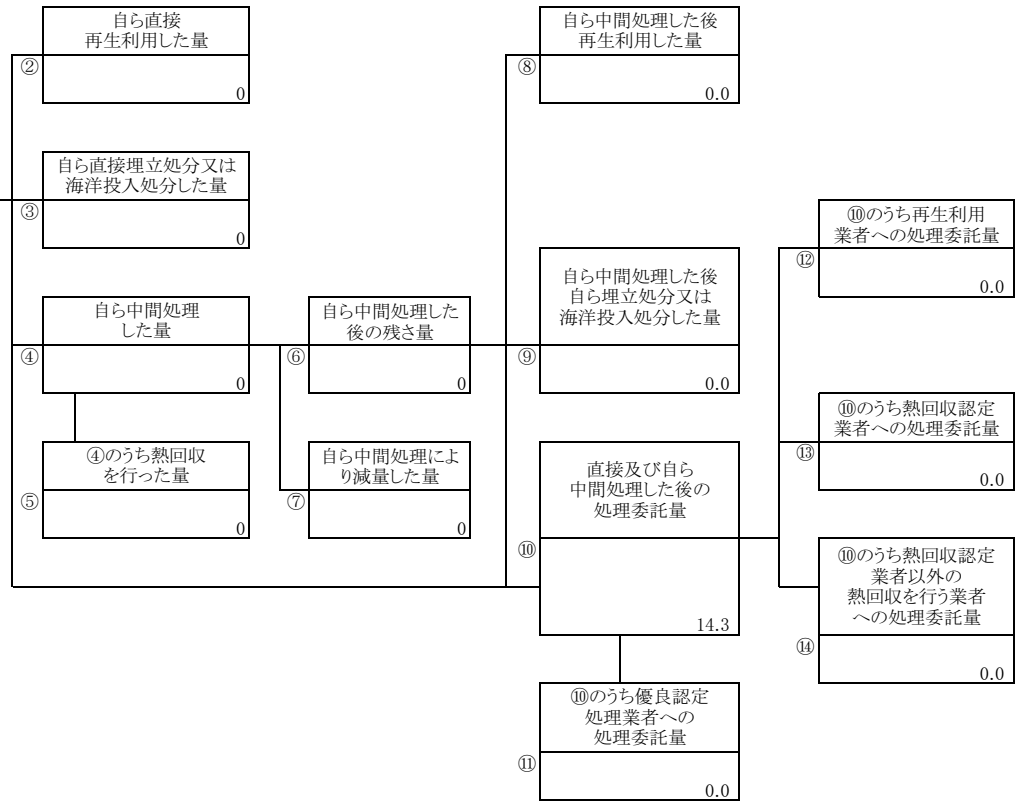 自ら直接
再生利用した量
②
0
自ら直接埋立処分又は
海洋投入処分した量
③
0
自ら中間処理
した量
④
0
④のうち熱回収
を行った量
⑤
0
自ら中間処理した
後の残さ量
⑥
0
自ら中間処理によ
り減量した量
⑦
0
自ら中間処理した後
再生利用した量
⑧
0.0
自ら中間処理した後
自ら埋立処分又は
海洋投入処分した量
⑨
0.0
直接及び自ら
中間処理した後の
処理委託量
⑩
14.3
⑩のうち優良認定
処理業者への
処理委託量
⑪
0.0
⑩のうち再生利用
業者への処理委託量
⑫
0.0
⑩のうち熱回収認定
業者への処理委託量
⑬
0.0
⑩のうち熱回収認定
業者以外の
熱回収を行う業者
への処理委託量
⑭
0.0